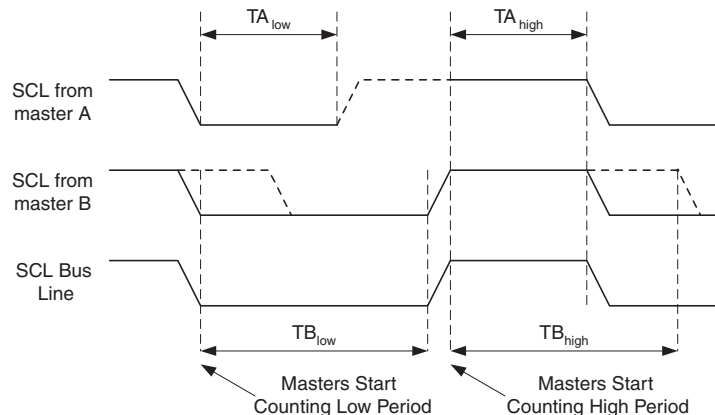 TA low
TA high
SCL from
master A
SCL from
master B
SCL Bus
Line
TB low
TB high
Masters Start
Counting Low Period
Masters Start
Counting High Period